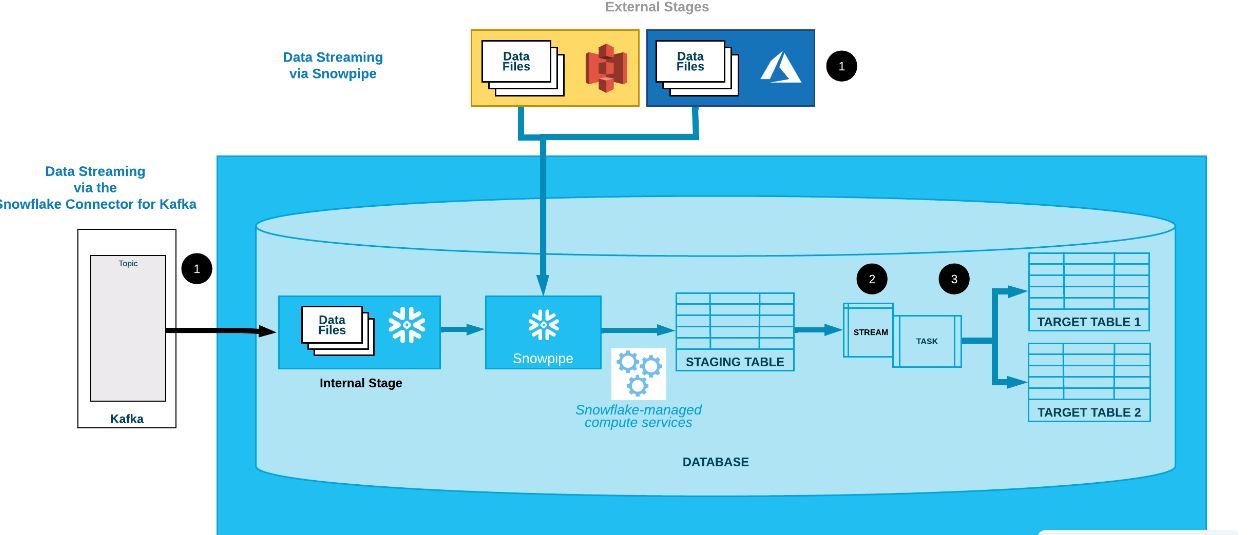 External Stages
Data Streaming
via Snowpipe
Data
Files
Data
Files
1
Data Streaming
via the
Snowflake Connector for Kafka
Topic
1
Kafka
Data
Files
Internal Stage
Snowpipe
Snowflake-managed
compute services
STAGING TABLE
2
STREAM
3
TASK
TARGET TABLE 1
TARGET TABLE 2
DATABASE